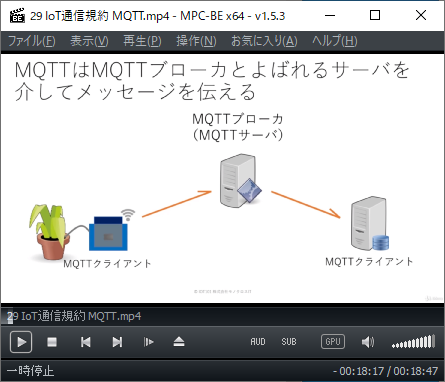 29 IoT通信規約 MQTT.mp4 - MPC-BE x64 - v1.5.3
ファイル(F) 表示(V) 再生(P) 操作(N) お気に入り(A) ヘルプ(H)
MQTTはMQTTブローカとよばれるサーバを
介してメッセージを伝える
MQTTブローカ
(MQTTサーバ)
MQTTクライアント
MQTTクライアント
29 IoT通信規約 MQTT.mp4
AUD SUB GPU
一時停止
- 00:18:17 / 00:18:47